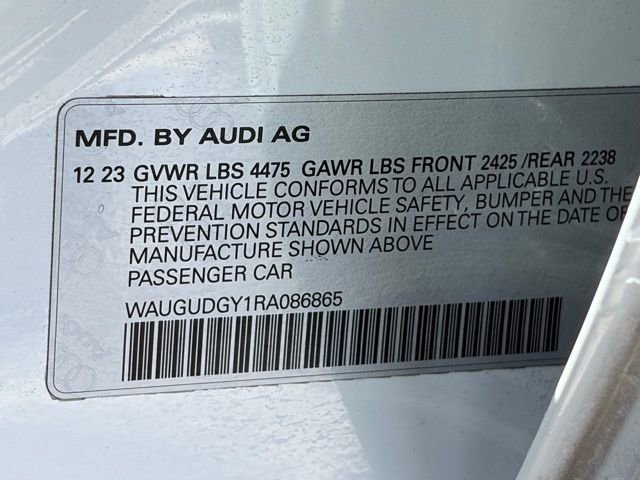 MFD. BY AUDI AG
12 23 GVWR LBS 4475 GAWR LBS FRONT 2425 /REAR 2238
THIS VEHICLE CONFORMS TO ALL APPLICABLE U.S.
FEDERAL MOTOR VEHICLE SAFETY, BUMPER AND THE
PREVENTION STANDARDS IN EFFECT ON THE DATE OF
MANUFACTURE SHOWN ABOVE
PASSENGER CAR
WAUGUDGY1RA086865